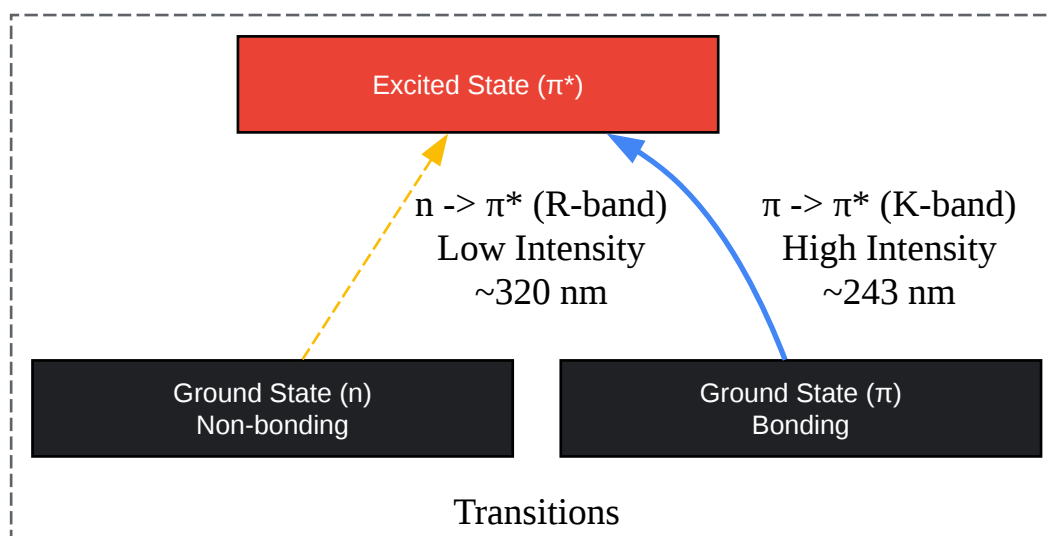 Excited State (π*)
n -> π* (R-band)
Low Intensity
~320 nm
π -> π* (K-band)
High Intensity
~243 nm
Ground State (n)
Non-bonding
Ground State (π)
Bonding
Transitions